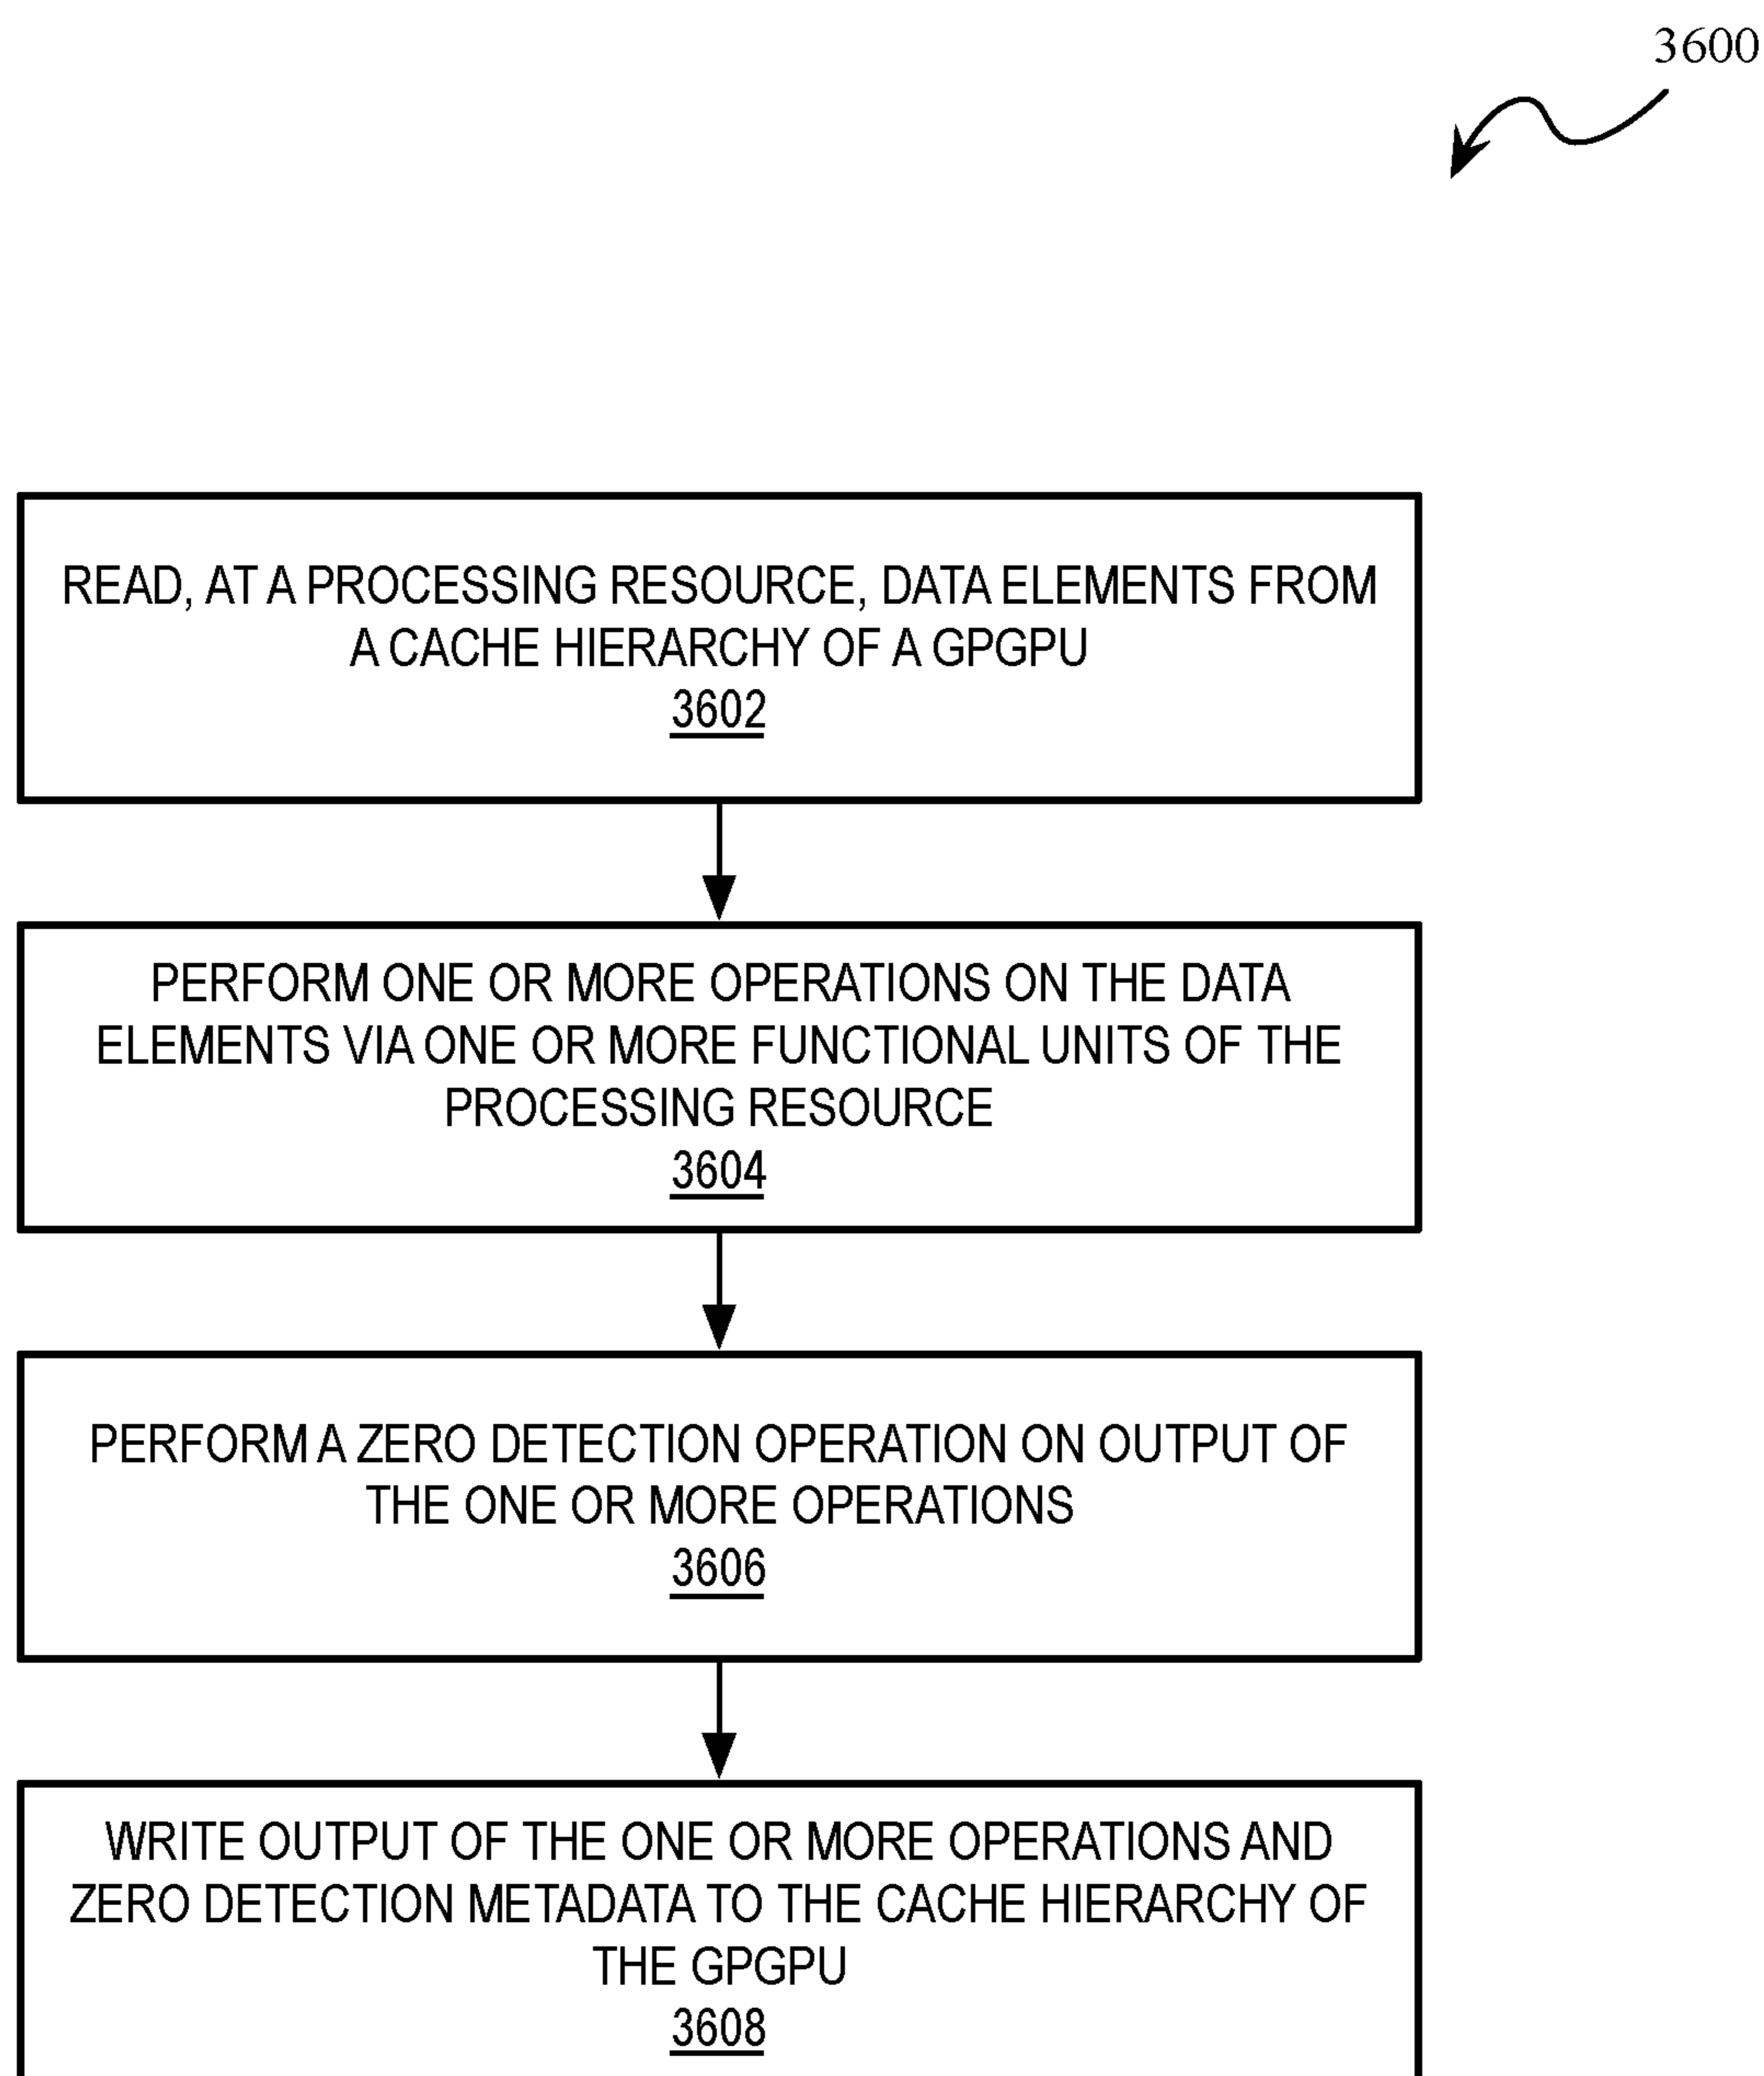 3600
READ, AT A PROCESSING RESOURCE, DATA ELEMENTS FROM
A CACHE HIERARCHY OF A GPGPU
3602
PERFORM ONE OR MORE OPERATIONS ON THE DATA
ELEMENTS VIA ONE OR MORE FUNCTIONAL UNITS OF THE
PROCESSING RESOURCE
3604
PERFORM A ZERO DETECTION OPERATION ON OUTPUT OF
THE ONE OR MORE OPERATIONS
3606
WRITE OUTPUT OF THE ONE OR MORE OPERATIONS AND
ZERO DETECTION METADATA TO THE CACHE HIERARCHY OF
THE GPGPU
3608